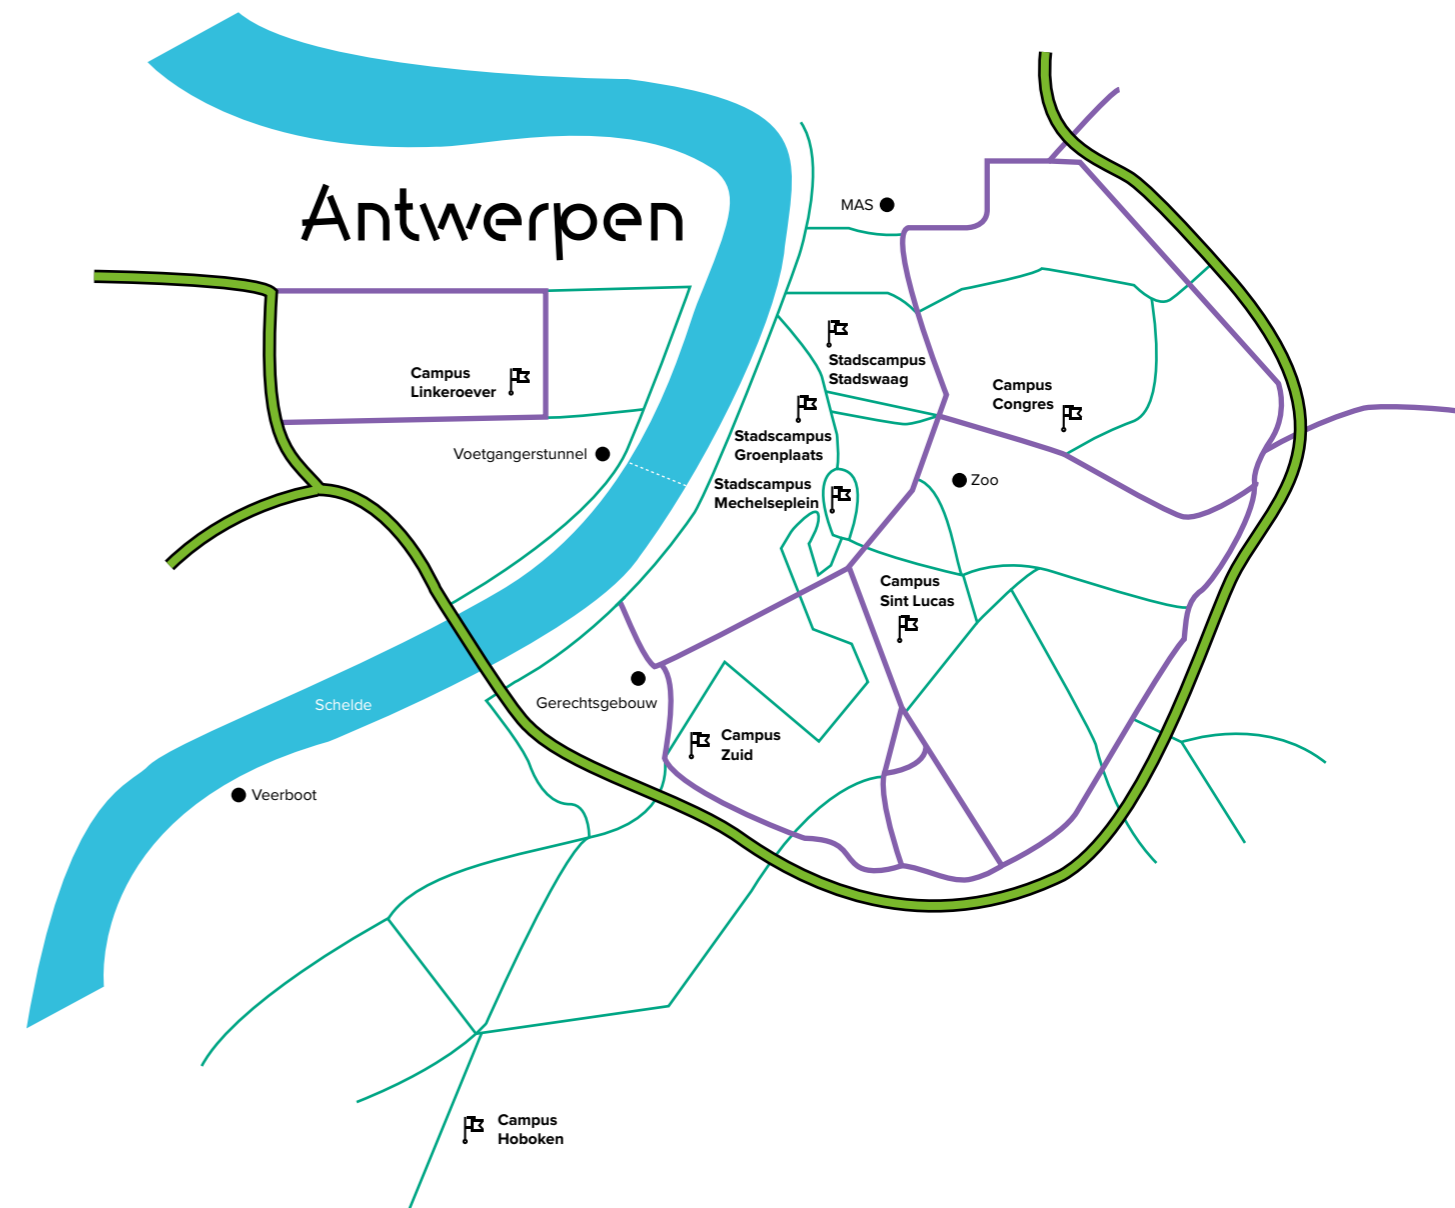 Antwerpen
MAS
Stadscampus
Stadswaag
Campus
Linkeroever
Campus
Congres
Stadscampus
Groenplaats
Voetgangerstunnel
Stadscampus
Mechelseplein
Zoo
Campus
Sint Lucas
Schelde
Gerechtsgebouw
Campus
Zuid
Veerboot
Campus
Hoboken